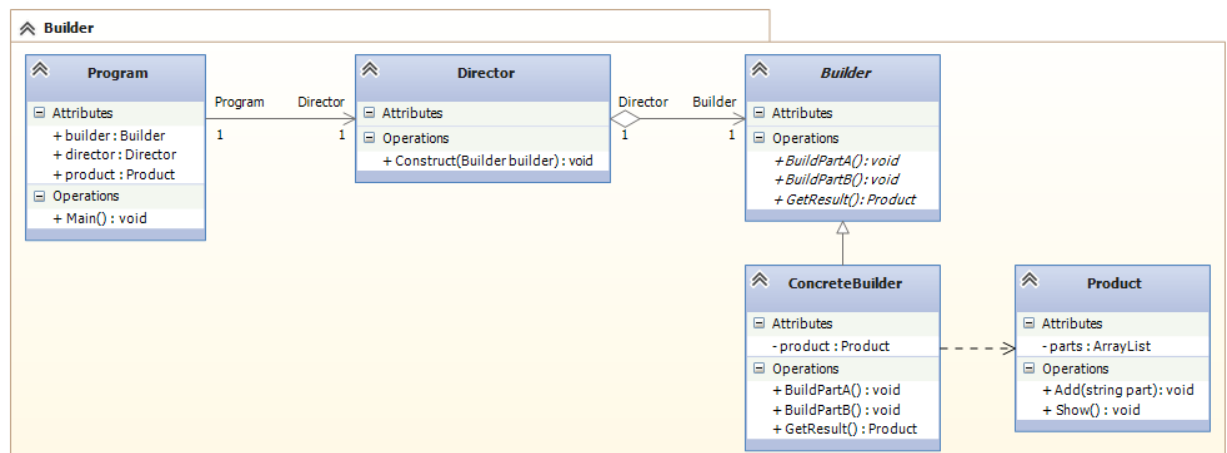 Builder
Program
Attributes
+ builder : Builder
+ director : Director
+ product : Product
Operations
+ Main() : void
Program
Director
1
1
Director
Attributes
Operations
+ Construct(Builder builder) : void
Director
Builder
1
1
Builder
Attributes
Operations
+BuildPartA(): void
+BuildPartB(): void
+ GetResult(): Product
ConcreteBuilder
Attributes
- product : Product
Operations
+ BuildPartA() : void
+ BuildPartB() : void
+ GetResult() : Product
Product
Attributes
- parts : ArrayList
Operations
+ Add(string part): void
+ Show() : void